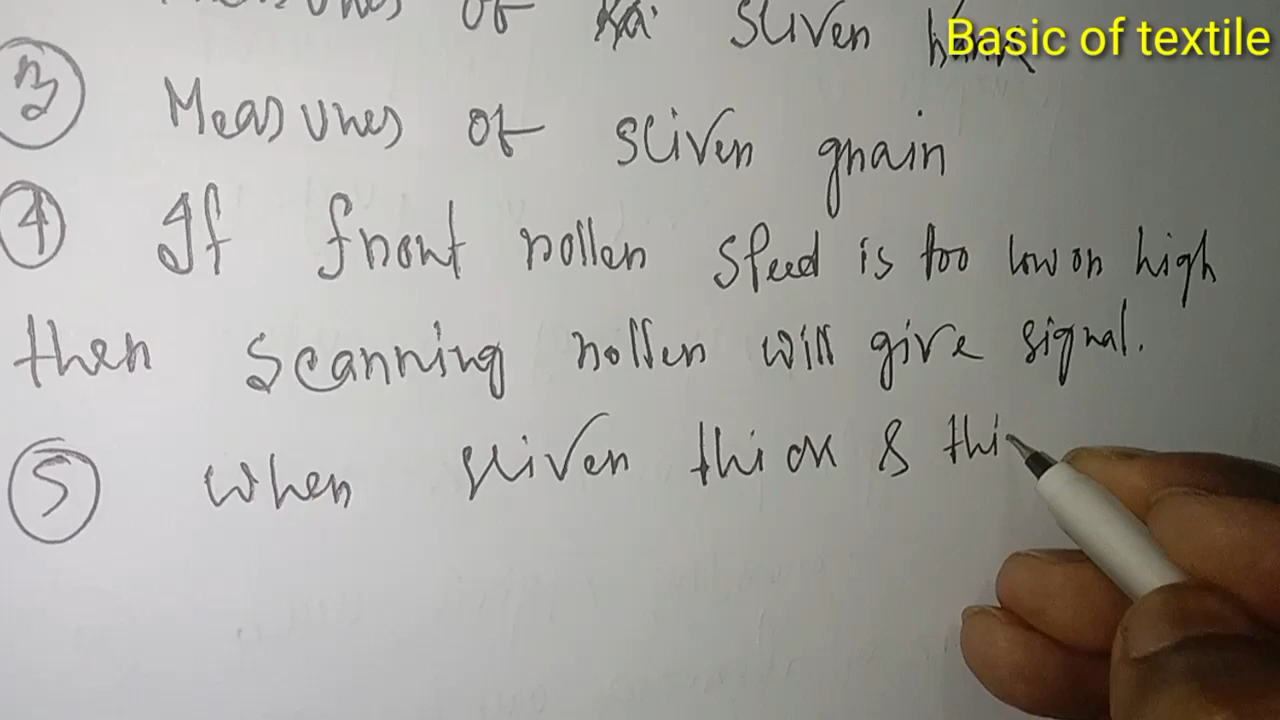 Measures of sliver hank
Basic of textile
3 Measures of sliver grain
4 If front roller speed is too low or high
then scanning roller will give signal.
5 When sliver thick & thi